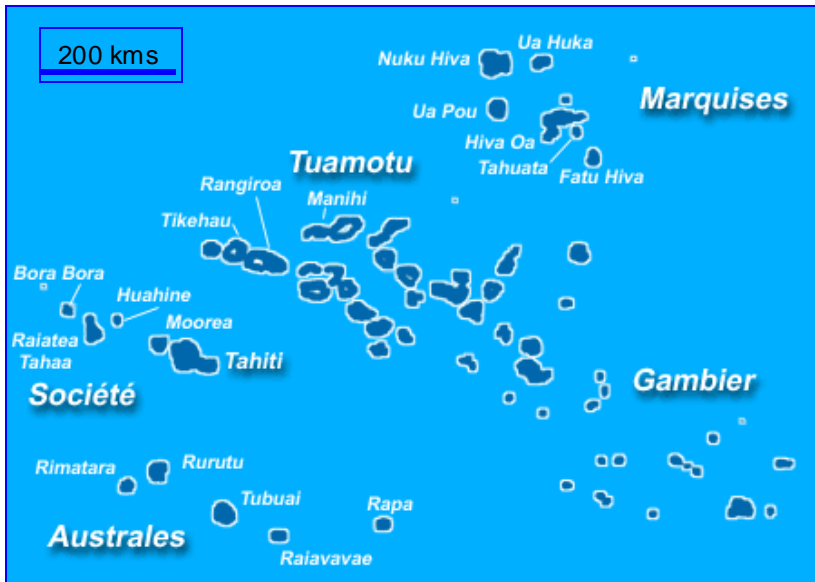 200 kms
Ua Huka
Nuku Hiva
Marquises
Ua Pou
Hiva Oa
Tahuata
Fatu Hiva
Tuamotu
Rangiroa
Manihi
Tikehau
Bora Bora
Huahine
Moorea
Raiatea
Tahaa
Tahiti
Société
Gambier
Rimatara
Rurutu
Tubuai
Rapa
Australes
Raiavavae